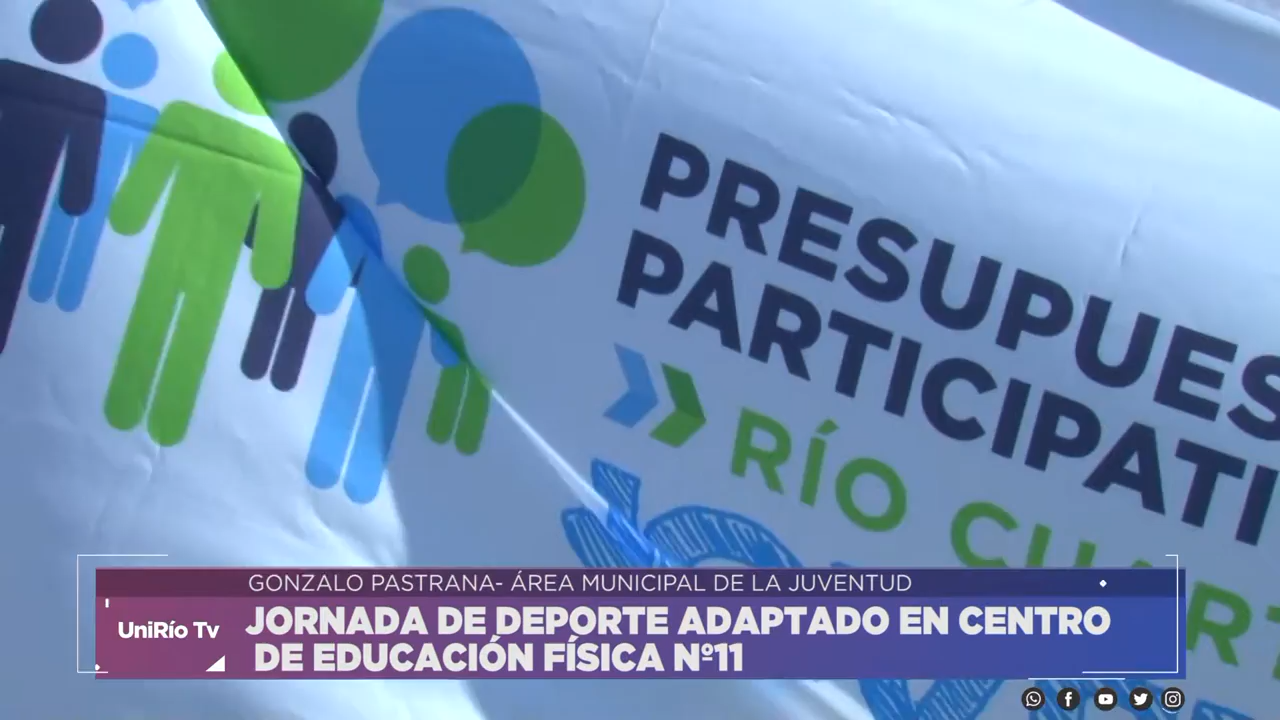 PRESUPUES
PARTICIPATI
RÍO CUART
GONZALO PASTRANA- ÁREA MUNICIPAL DE LA JUVENTUD
UniRío Tv
JORNADA DE DEPORTE ADAPTADO EN CENTRO
DE EDUCACIÓN FÍSICA Nº11